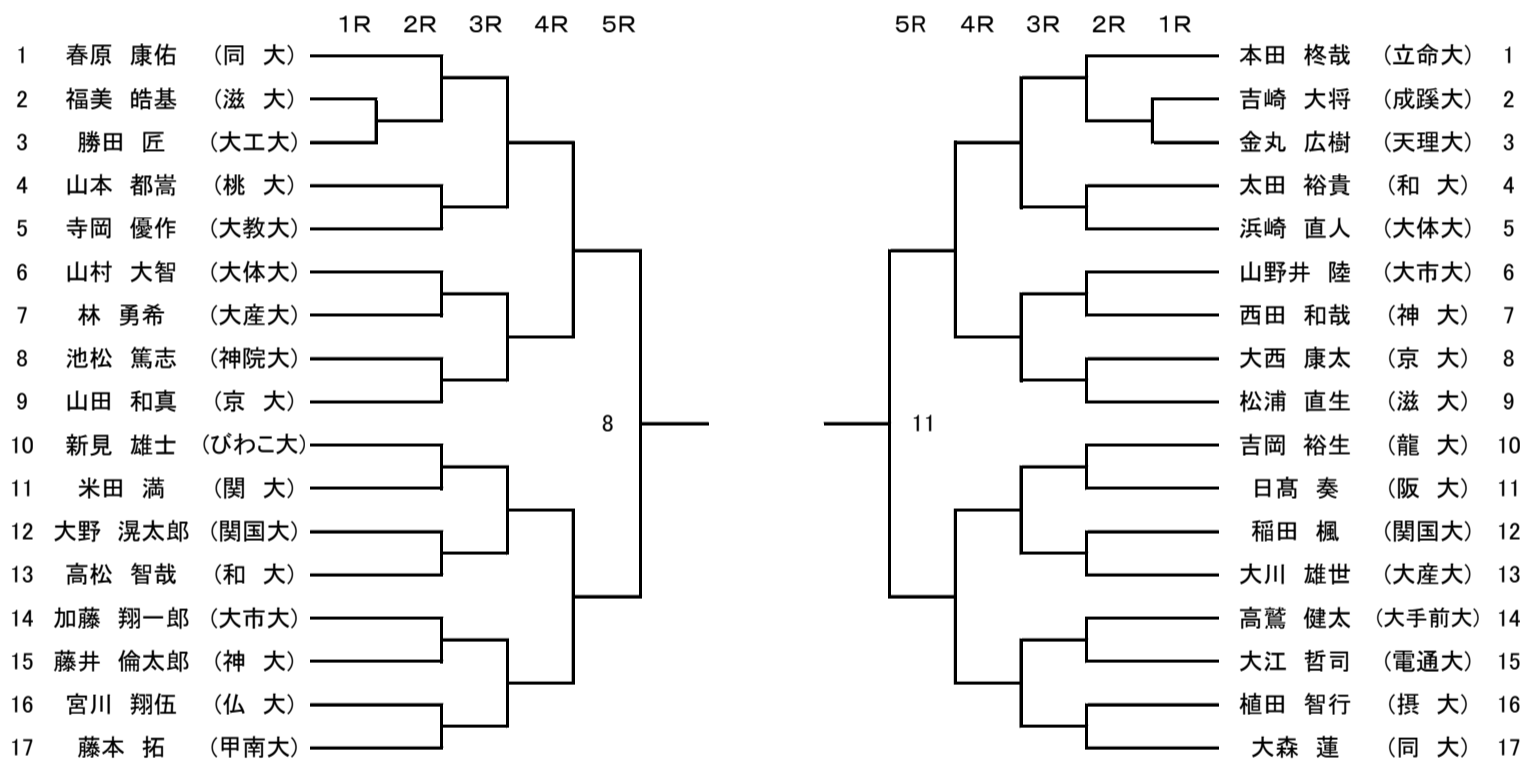 1R 2R 3R 4R 5R 5R 4R 3R 2R 1R
1 春原 康佑 (同 大) 本田 柊哉 (立命大) 1
2 福美 皓基 (滋 大) 吉崎 大将 (成蹊大) 2
3 勝田 匠 (大工大) 金丸 広樹 (天理大) 3
4 山本 都嵩 (桃 大) 太田 裕貴 (和 大) 4
5 寺岡 優作 (大教大) 浜崎 直人 (大体大) 5
6 山村 大智 (大体大) 山野井 陸 (大市大) 6
7 林 勇希 (大産大) 西田 和哉 (神 大) 7
8 池松 篤志 (神院大) 大西 康太 (京 大) 8
9 山田 和真 (京 大) 松浦 直生 (滋 大) 9
8 11
10 新見 雄士 (びわこ大) 吉岡 裕生 (龍 大) 10
11 米田 満 (関 大) 日髙 奏 (阪 大) 11
12 大野 滉太郎 (関国大) 稲田 楓 (関国大) 12
13 高松 智哉 (和 大) 大川 雄世 (大産大) 13
14 加藤 翔一郎 (大市大) 高鷲 健太 (大手前大) 14
15 藤井 倫太郎 (神 大) 大江 哲司 (電通大) 15
16 宮川 翔伍 (仏 大) 植田 智行 (摂 大) 16
17 藤本 拓 (甲南大) 大森 蓮 (同 大) 17